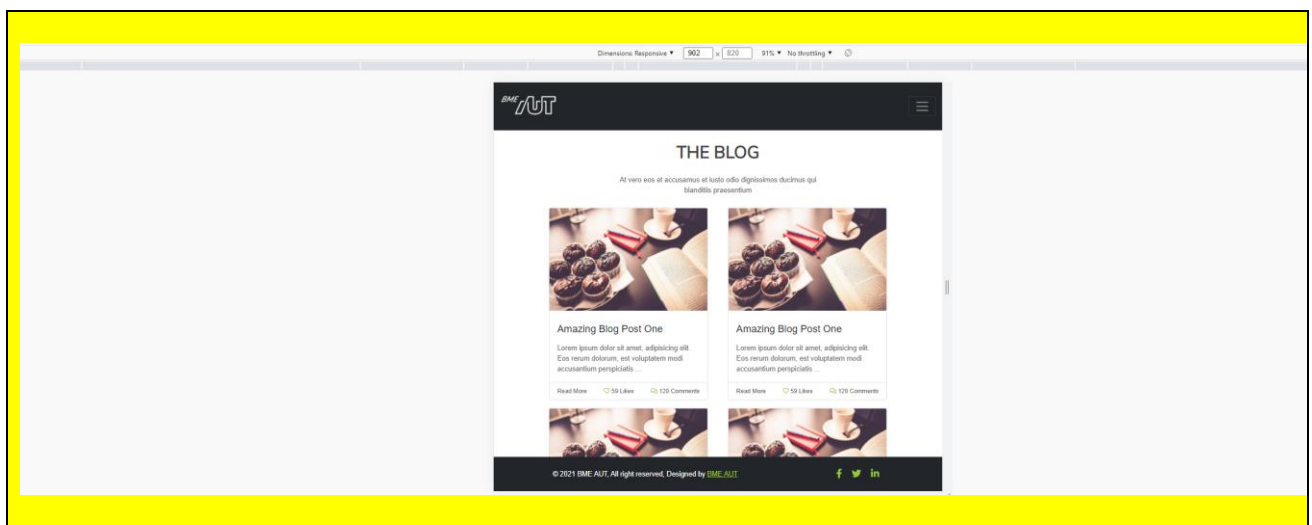 Dimensions: Responsive ▼ 902 x 820 91% ▼ No throttling ▼
BME AUT
THE BLOG
At vero eos et accusamus et iusto odio dignissimos ducimus qui
blanditiis praesentium
Amazing Blog Post One
Lorem ipsum dolor sit amet, adipisicing elit.
Eos rerum dolorum, est voluptatem modi
accusantium perspiciatis ...
Read More 59 Likes 120 Comments
Amazing Blog Post One
Lorem ipsum dolor sit amet, adipisicing elit.
Eos rerum dolorum, est voluptatem modi
accusantium perspiciatis ...
Read More 59 Likes 120 Comments
© 2021 BME AUT, All right reserved, Designed by BME AUT